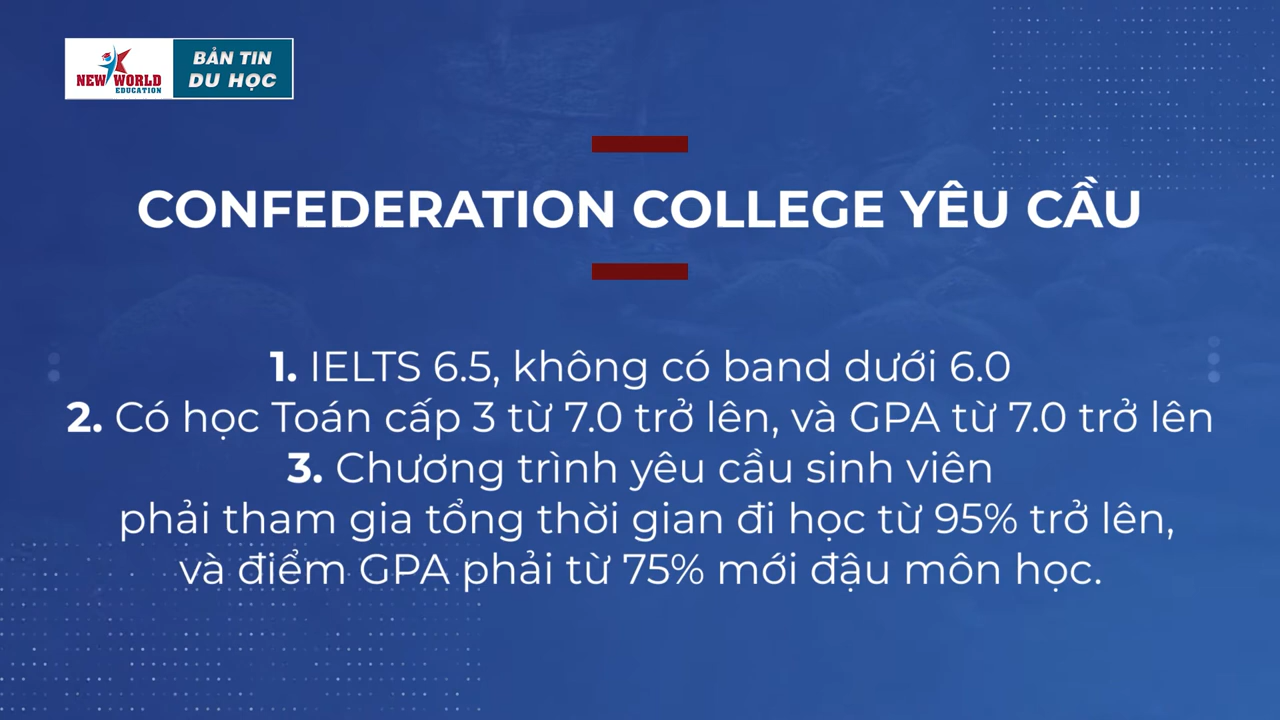 NEW WORLD
EDUCATION
BẢN TIN
DU HỌC
CONFEDERATION COLLEGE YÊU CẦU
1. IELTS 6.5, không có band dưới 6.0
2. Có học Toán cấp 3 từ 7.0 trở lên, và GPA từ 7.0 trở lên
3. Chương trình yêu cầu sinh viên
phải tham gia tổng thời gian đi học từ 95% trở lên,
và điểm GPA phải từ 75% mới đậu môn học.